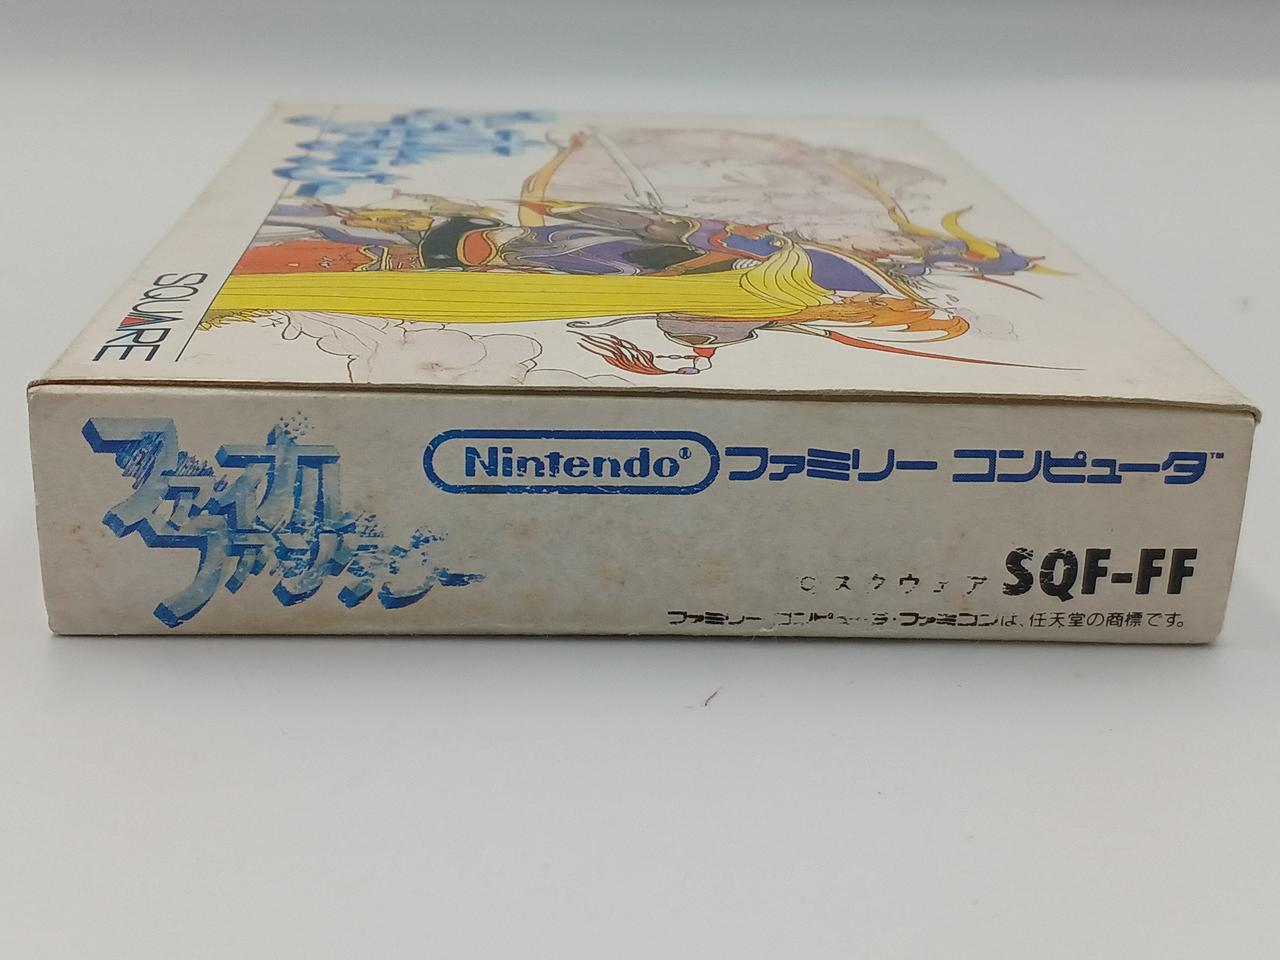 SQUARE
ファイナル
ファンタジー
Nintendo® ファミリー コンピュータ™
©スクウェア SQF-FF
ファミリー コンピュータ・ファミコンは、任天堂の商標です。